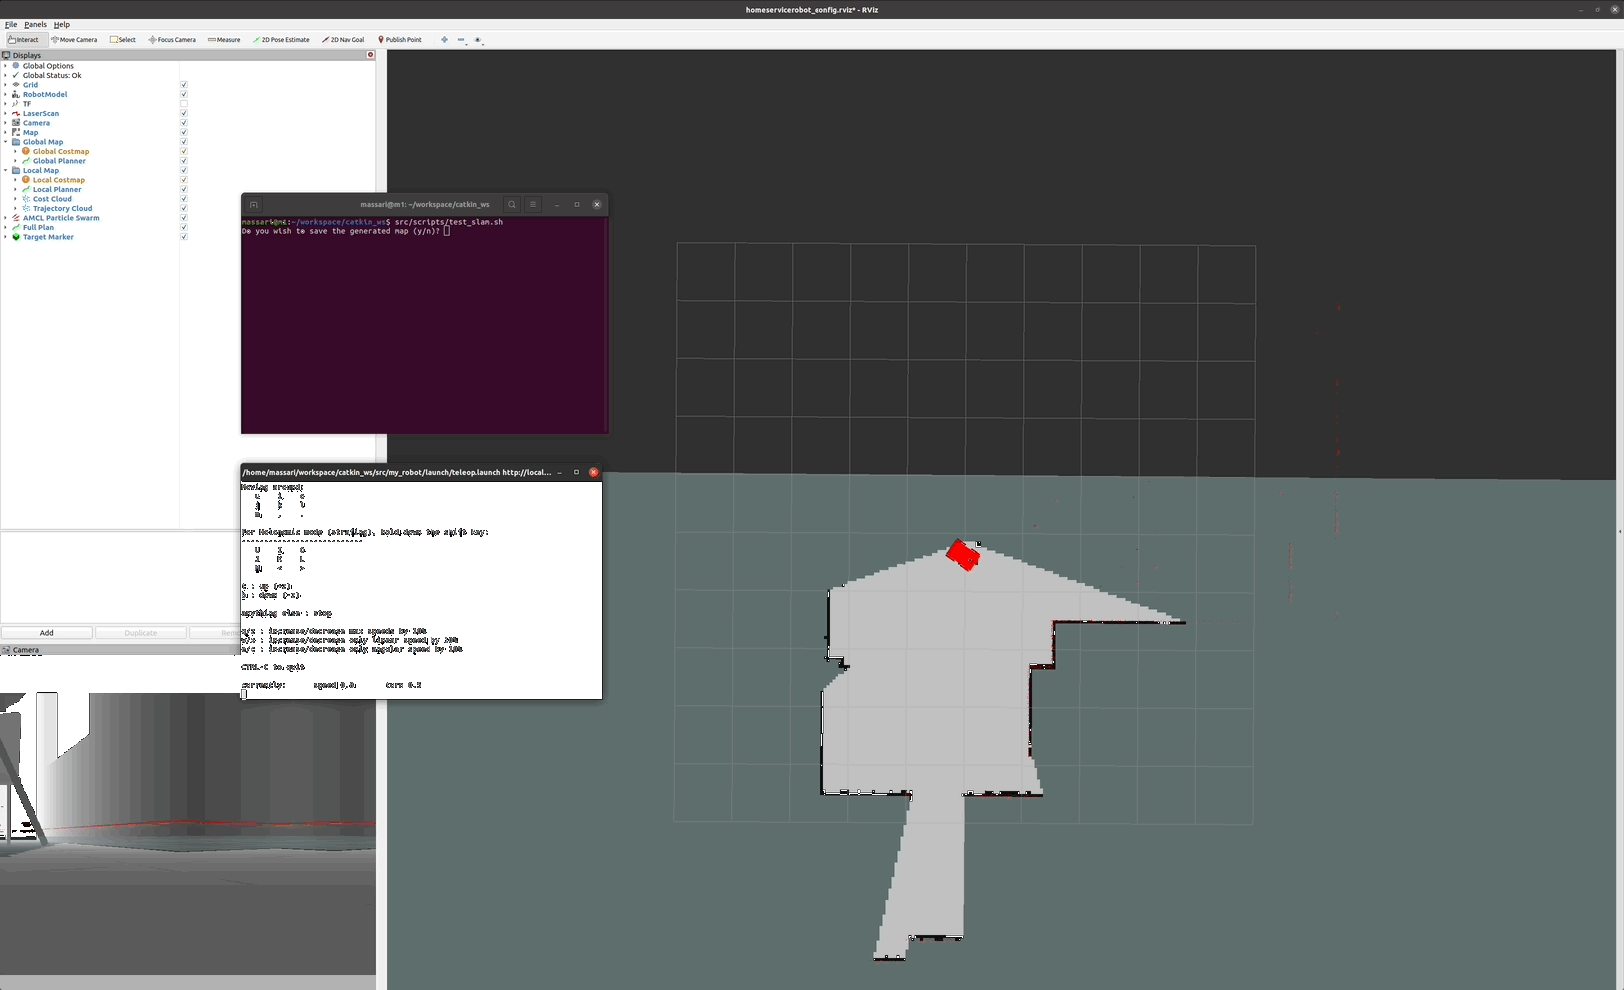 homeservicerobot_config.rviz* - RViz
File Panels Help
Interact Move Camera Select Focus Camera Measure 2D Pose Estimate 2D Nav Goal Publish Point
Displays
Global Options
Global Status: Ok
Grid
RobotModel
TF
LaserScan
Camera
Map
Global Map
Global Costmap
Global Planner
Local Map
Local Costmap
Local Planner
Cost Cloud
Trajectory Cloud
AMCL Particle Swarm
Full Plan
Target Marker
massari@m1: ~/workspace/catkin_ws
massari@m1:~/workspace/catkin_ws$ src/scripts/test_slam.sh
Do you wish to save the generated map (y/n)?
/home/massari/workspace/catkin_ws/src/my_robot/launch/teleop.launch http://local...
Moving around:
u i o
j k l
m , .
For Holonomic mode (strafing), hold down the shift key:
---------------------------
U I O
J K L
M < >
t : up (+z)
b : down (-z)
anything else : stop
q/z : increase/decrease max speeds by 10%
w/x : increase/decrease only linear speed by 10%
e/c : increase/decrease only angular speed by 10%
CTRL-C to quit
currently: speed turn
Add Duplicate
Camera